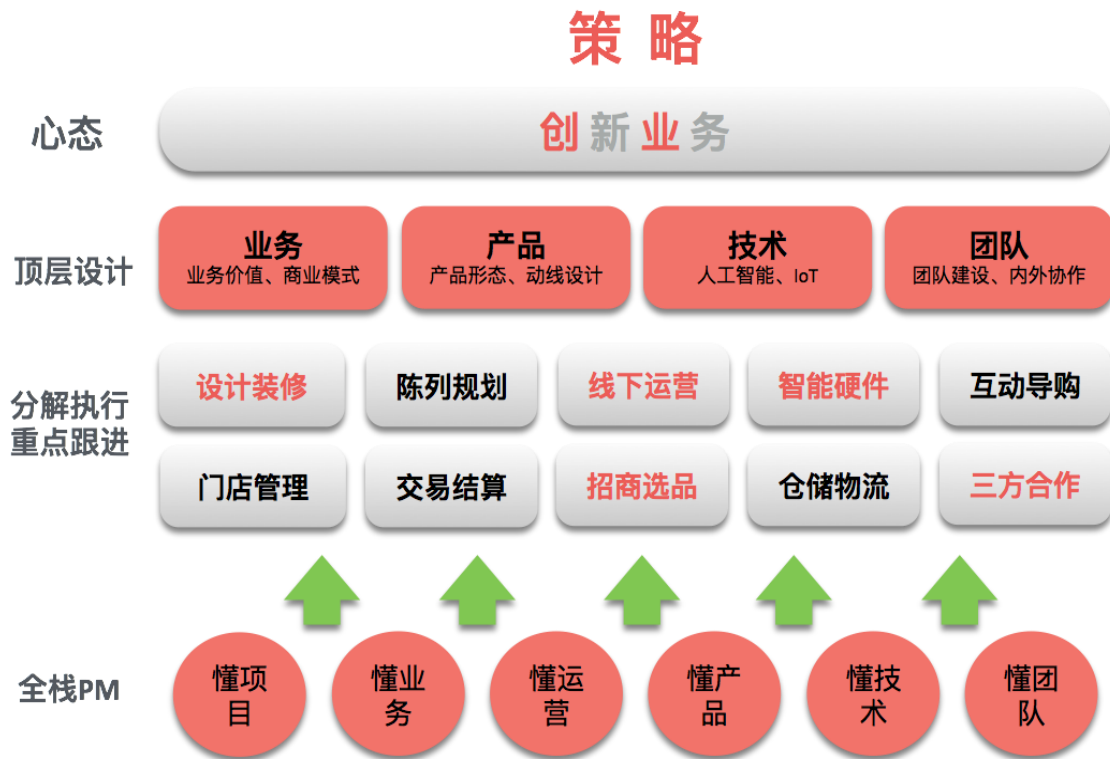 策略
心态
创新业务
业务
业务价值、商业模式
产品
产品形态、动线设计
技术
人工智能、IoT
团队
团队建设、内外协作
顶层设计
分解执行
重点跟进
设计装修
陈列规划
线下运营
智能硬件
互动导购
门店管理
交易结算
招商选品
仓储物流
三方合作
全栈PM
懂项
目
懂业
务
懂运
营
懂产
品
懂技
术
懂团
队